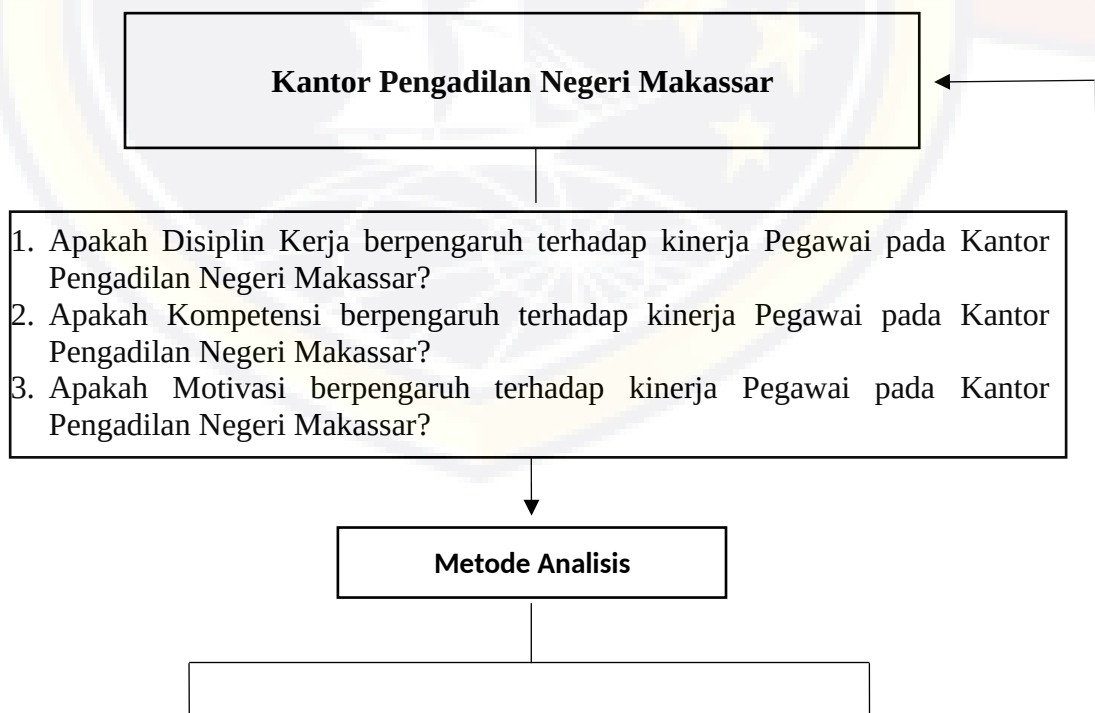 Kantor Pengadilan Negeri Makassar
1. Apakah Disiplin Kerja berpengaruh terhadap kinerja Pegawai pada Kantor
Pengadilan Negeri Makassar?
2. Apakah Kompetensi berpengaruh terhadap kinerja Pegawai pada Kantor
Pengadilan Negeri Makassar?
3. Apakah Motivasi berpengaruh terhadap kinerja Pegawai pada Kantor
Pengadilan Negeri Makassar?
Metode Analisis